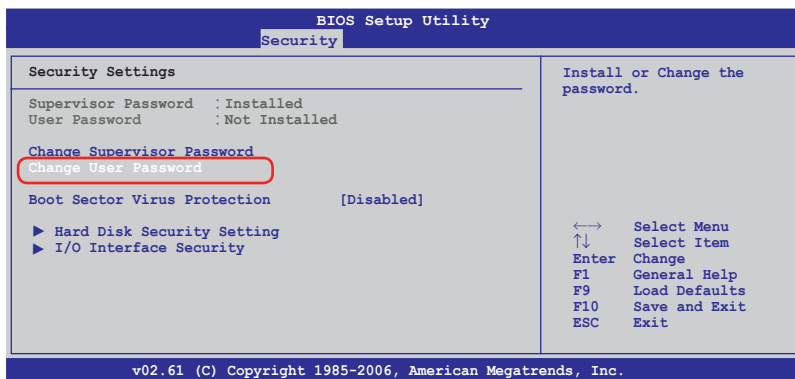 BIOS Setup Utility
Security
Security Settings
Supervisor Password : Installed
User Password : Not Installed
Change Supervisor Password
Change User Password
Boot Sector Virus Protection [Disabled]
▶ Hard Disk Security Setting
▶ I/O Interface Security
Install or Change the
password.
←→ Select Menu
↑↓ Select Item
Enter Change
F1 General Help
F9 Load Defaults
F10 Save and Exit
ESC Exit
v02.61 (C) Copyright 1985-2006, American Megatrends, Inc.